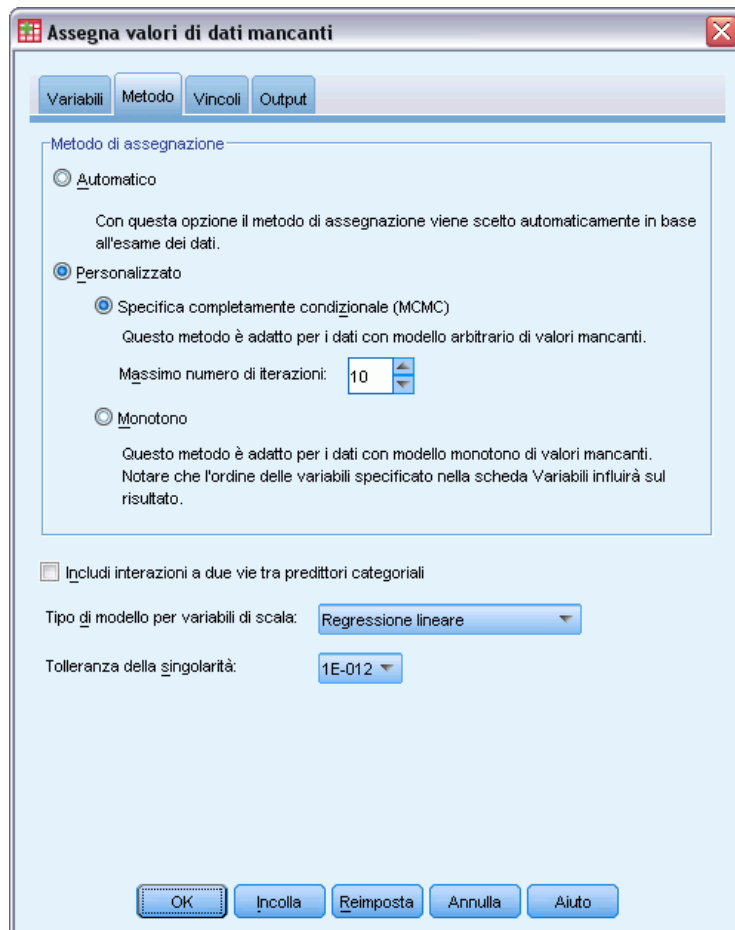 Assegna valori di dati mancanti
Variabili Metodo Vincoli Output
Metodo di assegnazione
Automatico
Con questa opzione il metodo di assegnazione viene scelto automaticamente in base
all'esame dei dati.
Personalizzato
Specifica completamente condizionale (MCMC)
Questo metodo è adatto per i dati con modello arbitrario di valori mancanti.
Massimo numero di iterazioni: 10
Monotono
Questo metodo è adatto per i dati con modello monotono di valori mancanti.
Notare che l'ordine delle variabili specificato nella scheda Variabili influirà sul
risultato.
Includi interazioni a due vie tra predittori categoriali
Tipo di modello per variabili di scala: Regressione lineare
Tolleranza della singolarità: 1E-012
OK Incolla Reimposta Annulla Aiuto